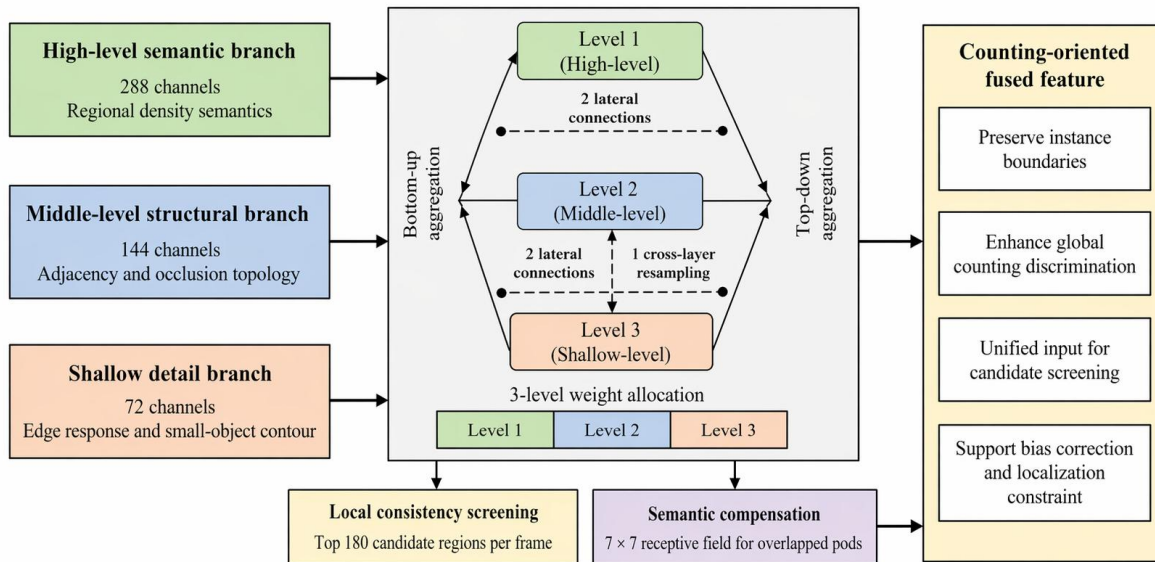 High-level semantic branch
288 channels
Regional density semantics
Middle-level structural branch
144 channels
Adjacency and occlusion topology
Shallow detail branch
72 channels
Edge response and small-object contour
Bottom-up
aggregation
Level 1
(High-level)
2 lateral
connections
Level 2
(Middle-level)
2 lateral
connections
1 cross-layer
resampling
Level 3
(Shallow-level)
Top-down
aggregation
3-level weight allocation
Level 1
Level 2
Level 3
Local consistency screening
Top 180 candidate regions per frame
Semantic compensation
7 × 7 receptive field for overlapped pods
Counting-oriented
fused feature
Preserve instance
boundaries
Enhance global
counting discrimination
Unified input for
candidate screening
Support bias correction
and localization
constraint